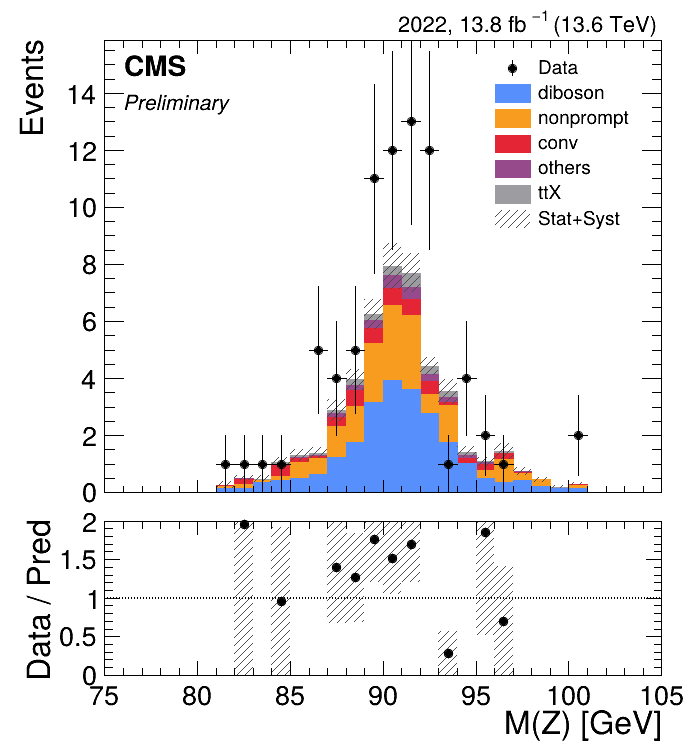 2022, 13.8 fb⁻¹ (13.6 TeV)
CMS
Preliminary
Events
14
12
10
8
6
4
2
0
Data
diboson
nonprompt
conv
others
ttX
Stat+Syst
Data / Pred
2
1.5
1
0.5
0
75 80 85 90 95 100 105
M(Z) [GeV]